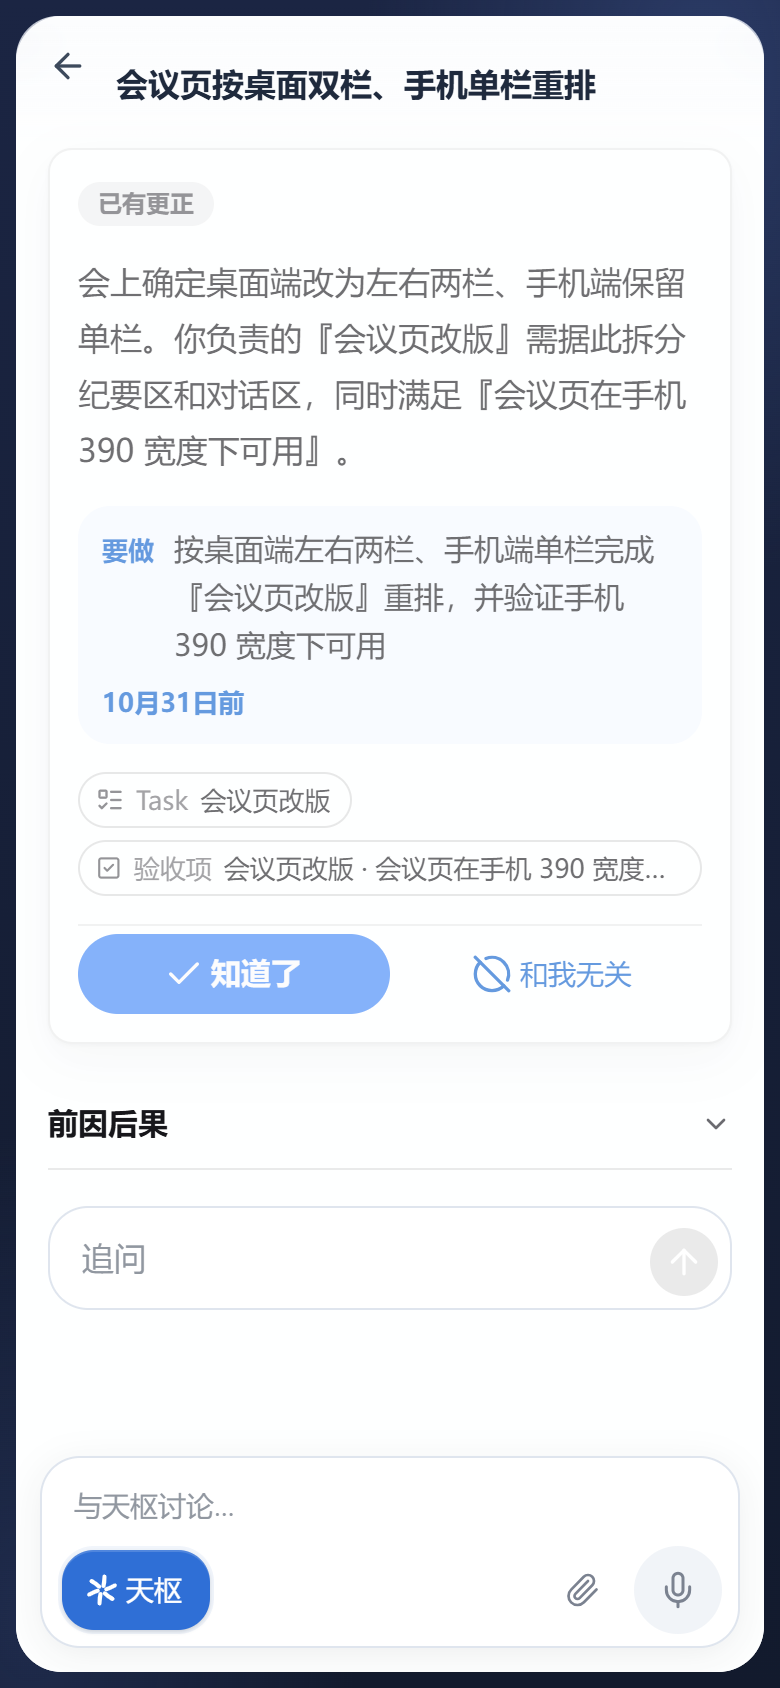 会议页按桌面双栏、手机单栏重排
已有更正
会上确定桌面端改为左右两栏、手机端保留
单栏。你负责的『会议页改版』需据此拆分
纪要区和对话区，同时满足『会议页在手机
390 宽度下可用』。
要做 按桌面端左右两栏、手机端单栏完成
『会议页改版』重排，并验证手机
390 宽度下可用
10月31日前
Task 会议页改版
验收项 会议页改版 · 会议页在手机 390 宽度...
知道了
和我无关
前因后果
追问
与天枢讨论...
天枢